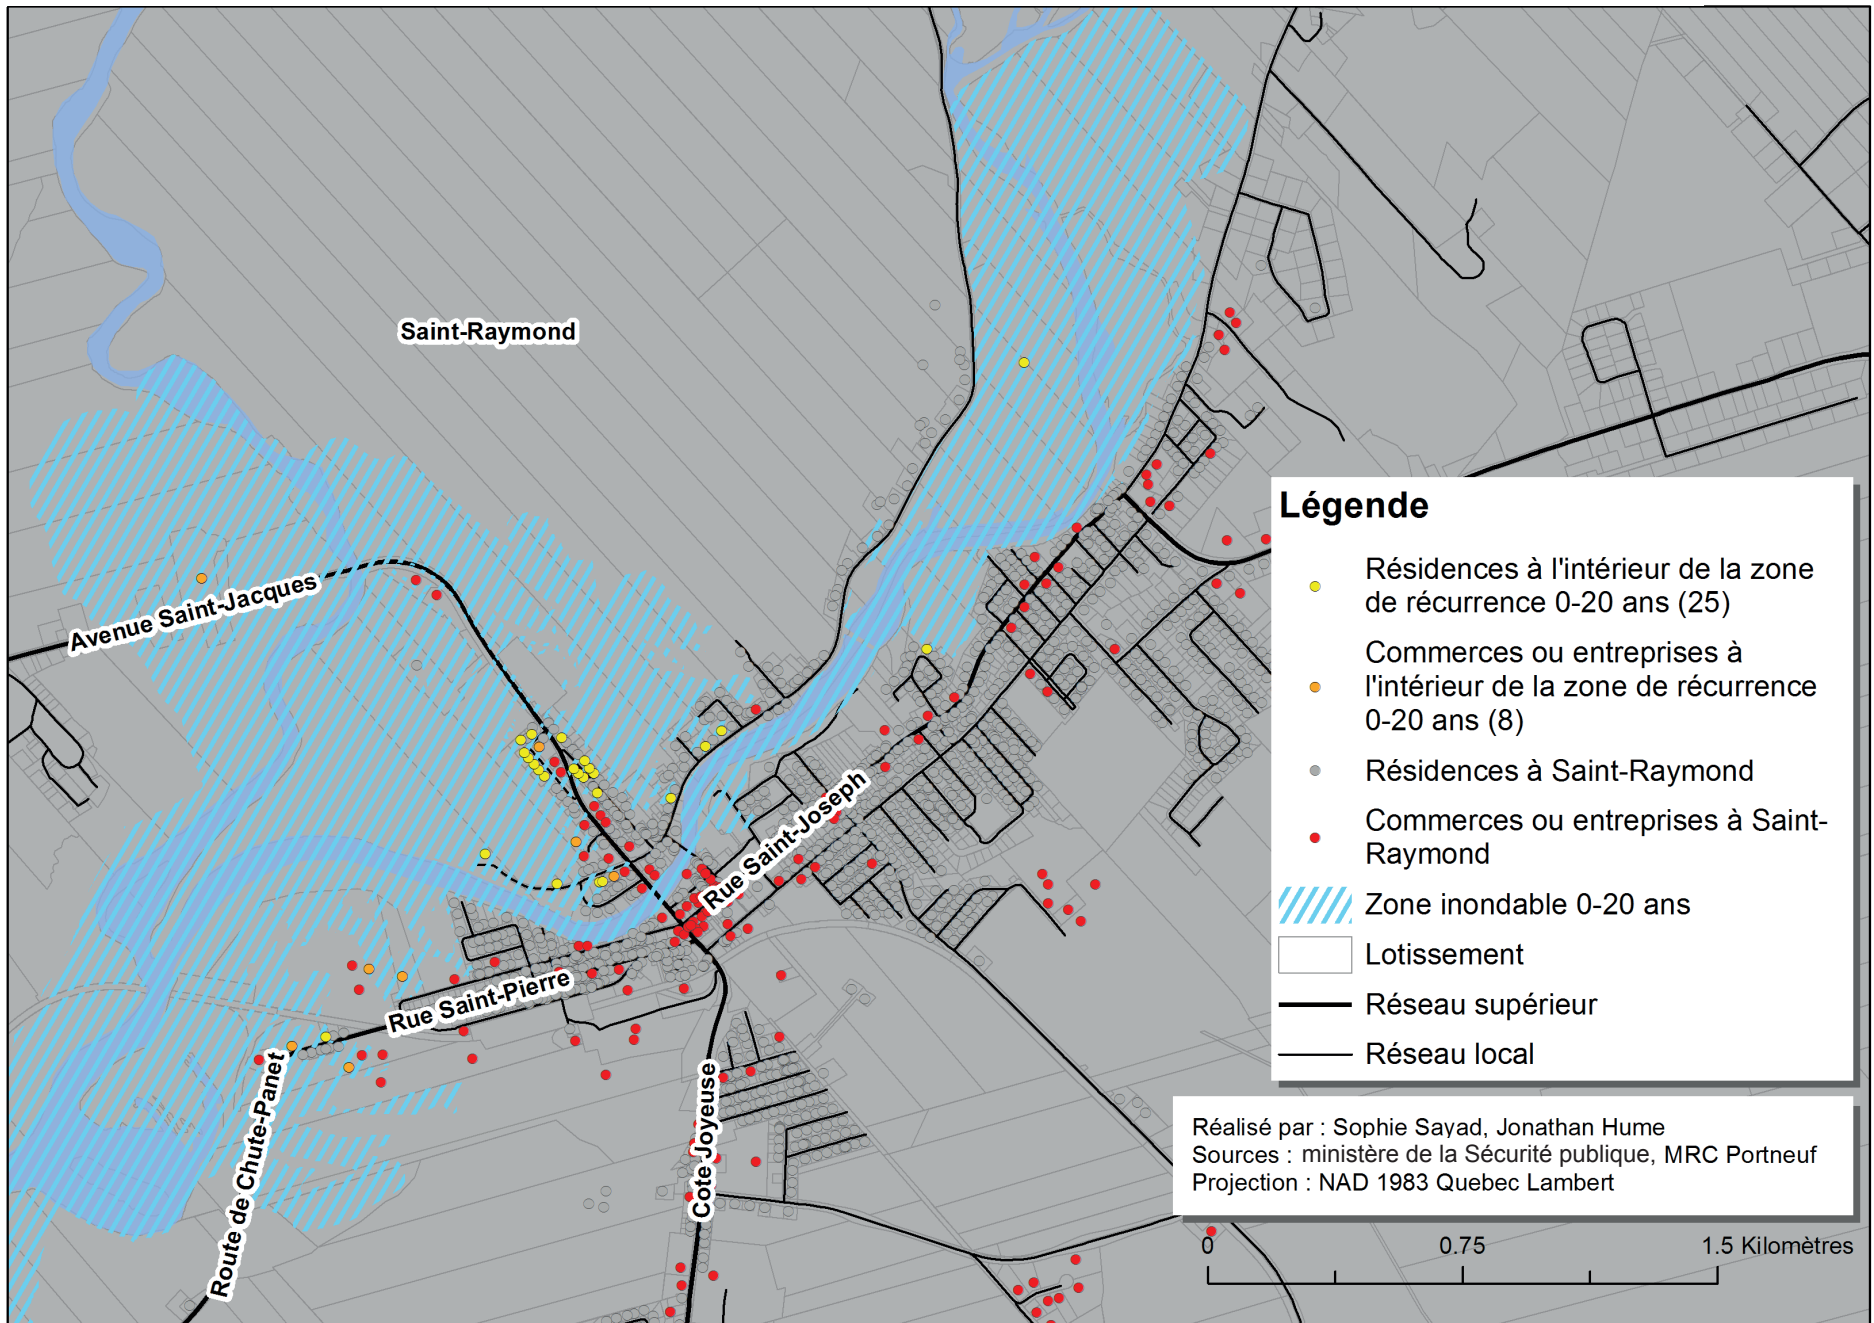 Saint-Raymond
Avenue Saint-Jacques
Rue Saint-Joseph
Rue Saint-Pierre
Route de Chute-Panet
Cote Joyeuse
Légende
Résidences à l'intérieur de la zone
de récurrence 0-20 ans (25)
Commerces ou entreprises à
l'intérieur de la zone de récurrence
0-20 ans (8)
Résidences à Saint-Raymond
Commerces ou entreprises à Saint-
Raymond
Zone inondable 0-20 ans
Lotissement
Réseau supérieur
Réseau local
Réalisé par : Sophie Sayad, Jonathan Hume
Sources : ministère de la Sécurité publique, MRC Portneuf
Projection : NAD 1983 Quebec Lambert
0 0.75 1.5 Kilomètres